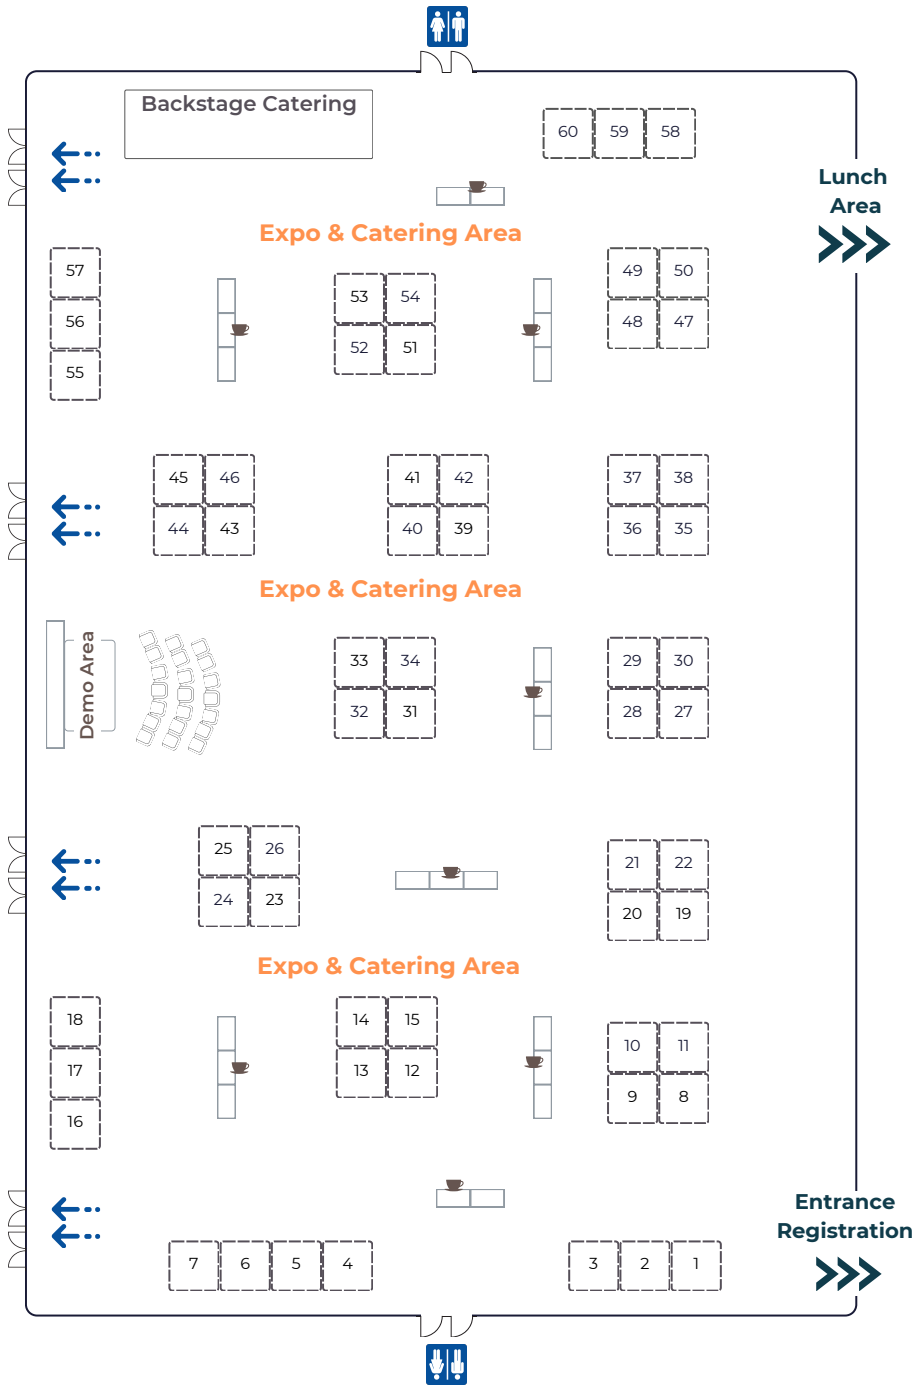 Backstage Catering
60 59 58
Lunch
Area
Expo & Catering Area
57
56
55
53 54
52 51
49 50
48 47
45 46
44 43
41 42
40 39
37 38
36 35
Expo & Catering Area
Demo Area
33 34
32 31
29 30
28 27
25 26
24 23
21 22
20 19
Expo & Catering Area
18
17
16
14 15
13 12
10 11
9 8
Entrance
Registration
7 6 5 4
3 2 1